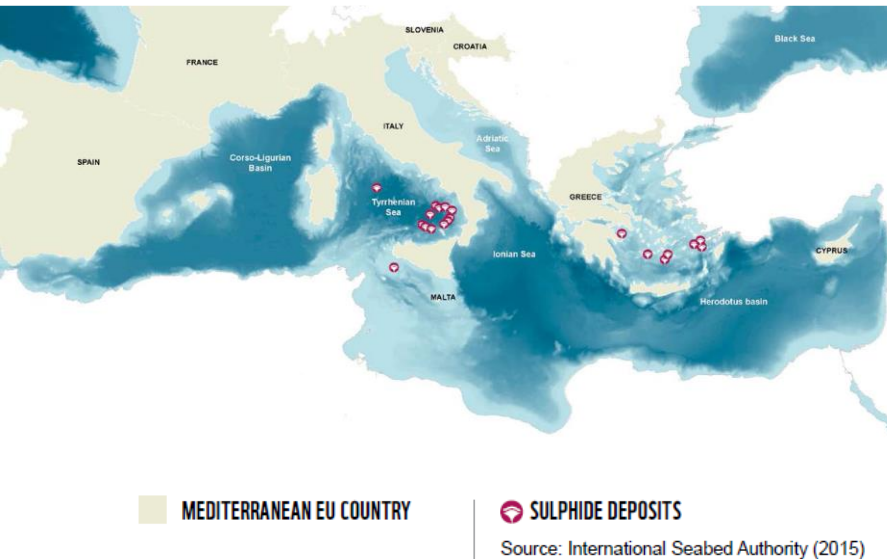 SLOVENIA
CROATIA
Black Sea
FRANCE
ITALY
Adriatic
Sea
Corso-Ligurian
Basin
SPAIN
Tyrrhenian
Sea
GREECE
Ionian Sea
CYPRUS
MALTA
Herodotus basin
MEDITERRANEAN EU COUNTRY
SULPHIDE DEPOSITS
Source: International Seabed Authority (2015)